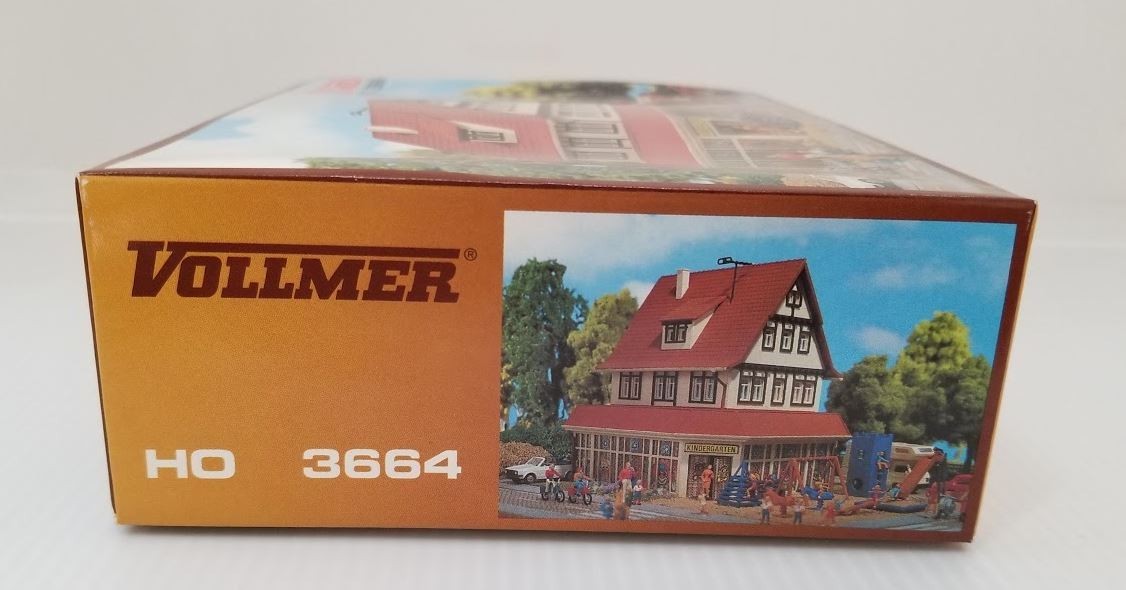 VOLLMER®
HO 3664
KINDERGARTEN